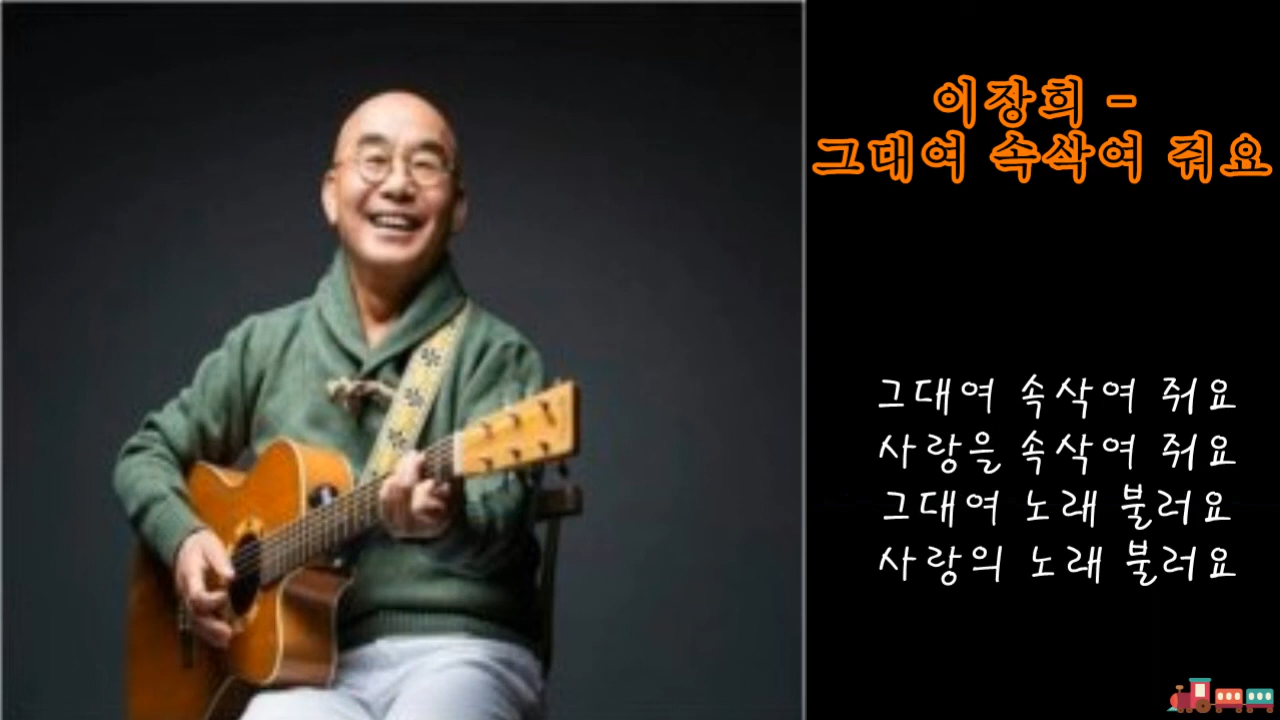 이장희 -
그대여 속삭여 줘요
그대여 속삭여 줘요
사랑을 속삭여 줘요
그대여 노래 불러요
사랑의 노래 불러요